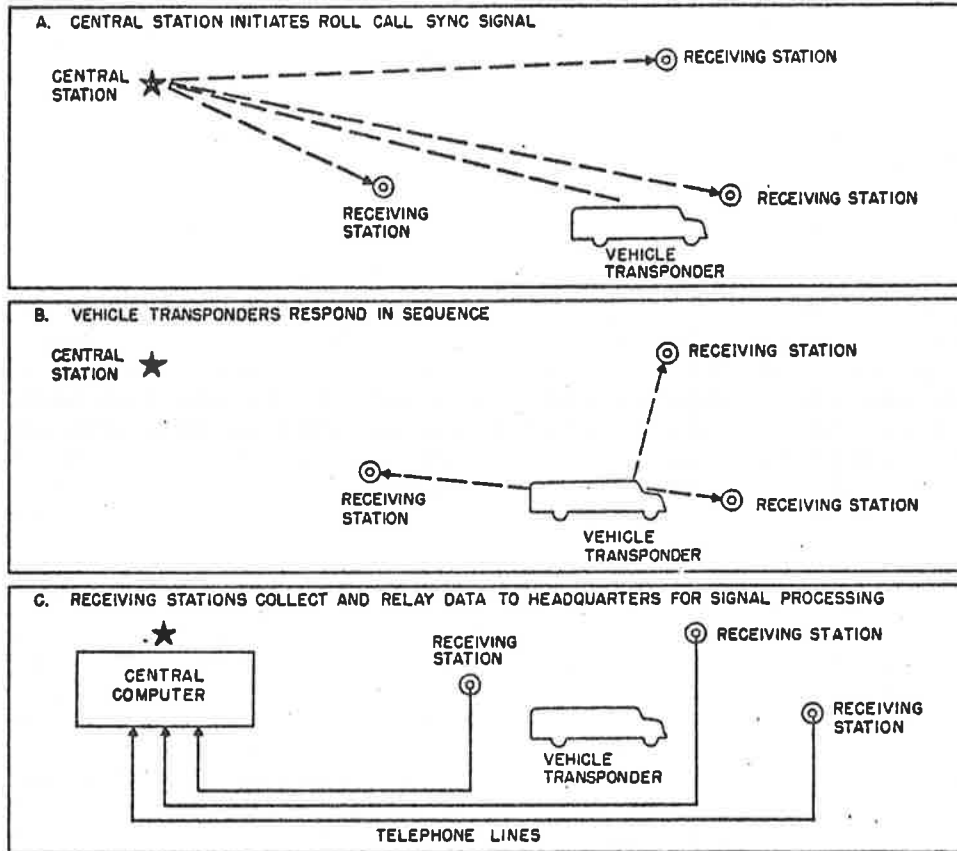 A. CENTRAL STATION INITIATES ROLL CALL SYNC SIGNAL
CENTRAL
STATION
RECEIVING STATION
RECEIVING
STATION
RECEIVING STATION
VEHICLE
TRANSPONDER
B. VEHICLE TRANSPONDERS RESPOND IN SEQUENCE
CENTRAL
STATION
RECEIVING STATION
RECEIVING
STATION
RECEIVING STATION
VEHICLE
TRANSPONDER
C. RECEIVING STATIONS COLLECT AND RELAY DATA TO HEADQUARTERS FOR SIGNAL PROCESSING
CENTRAL
COMPUTER
RECEIVING
STATION
RECEIVING STATION
RECEIVING
STATION
VEHICLE
TRANSPONDER
TELEPHONE LINES